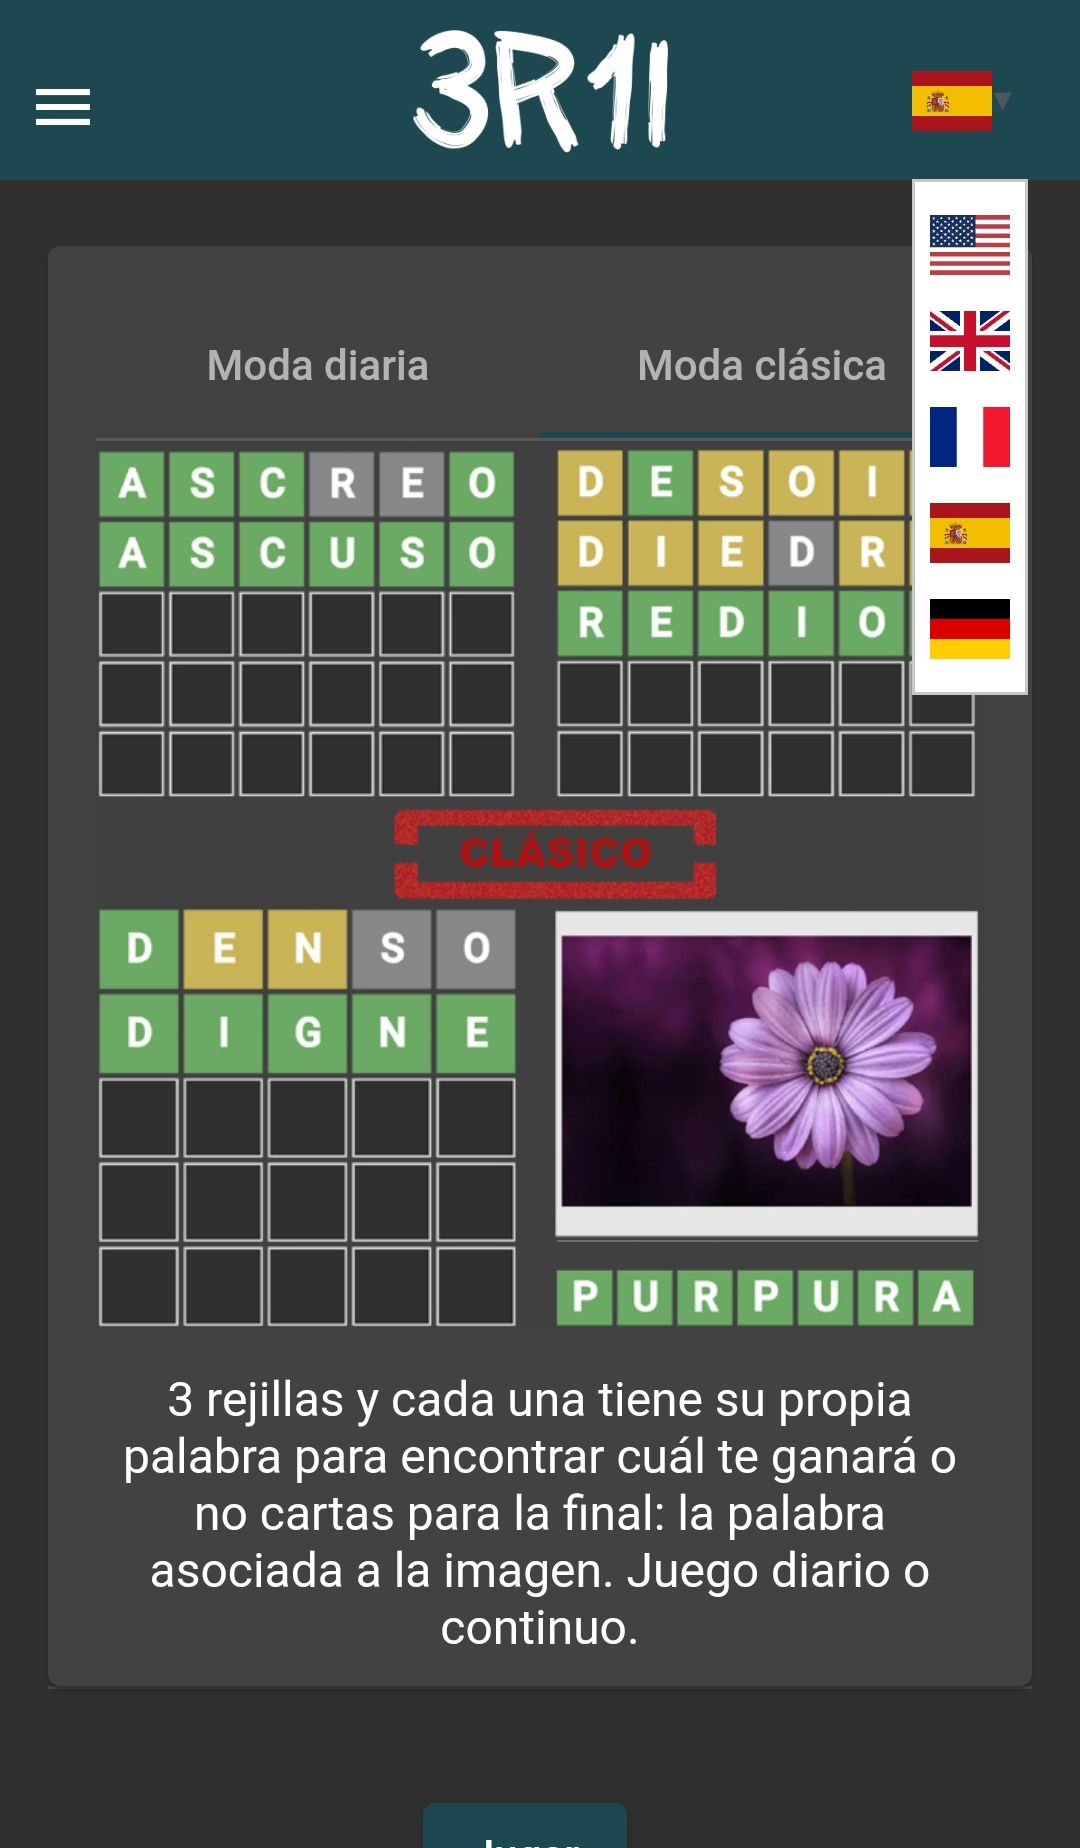 3R1I
Moda diaria
Moda clásica
A S C R E O
A S C U S O
D E S O I
D I E D R
R E D I O
CLÁSICO
D E N S O
D I G N E
P U R P U R A
3 rejillas y cada una tiene su propia
palabra para encontrar cuál te ganará o
no cartas para la final: la palabra
asociada a la imagen. Juego diario o
continuo.